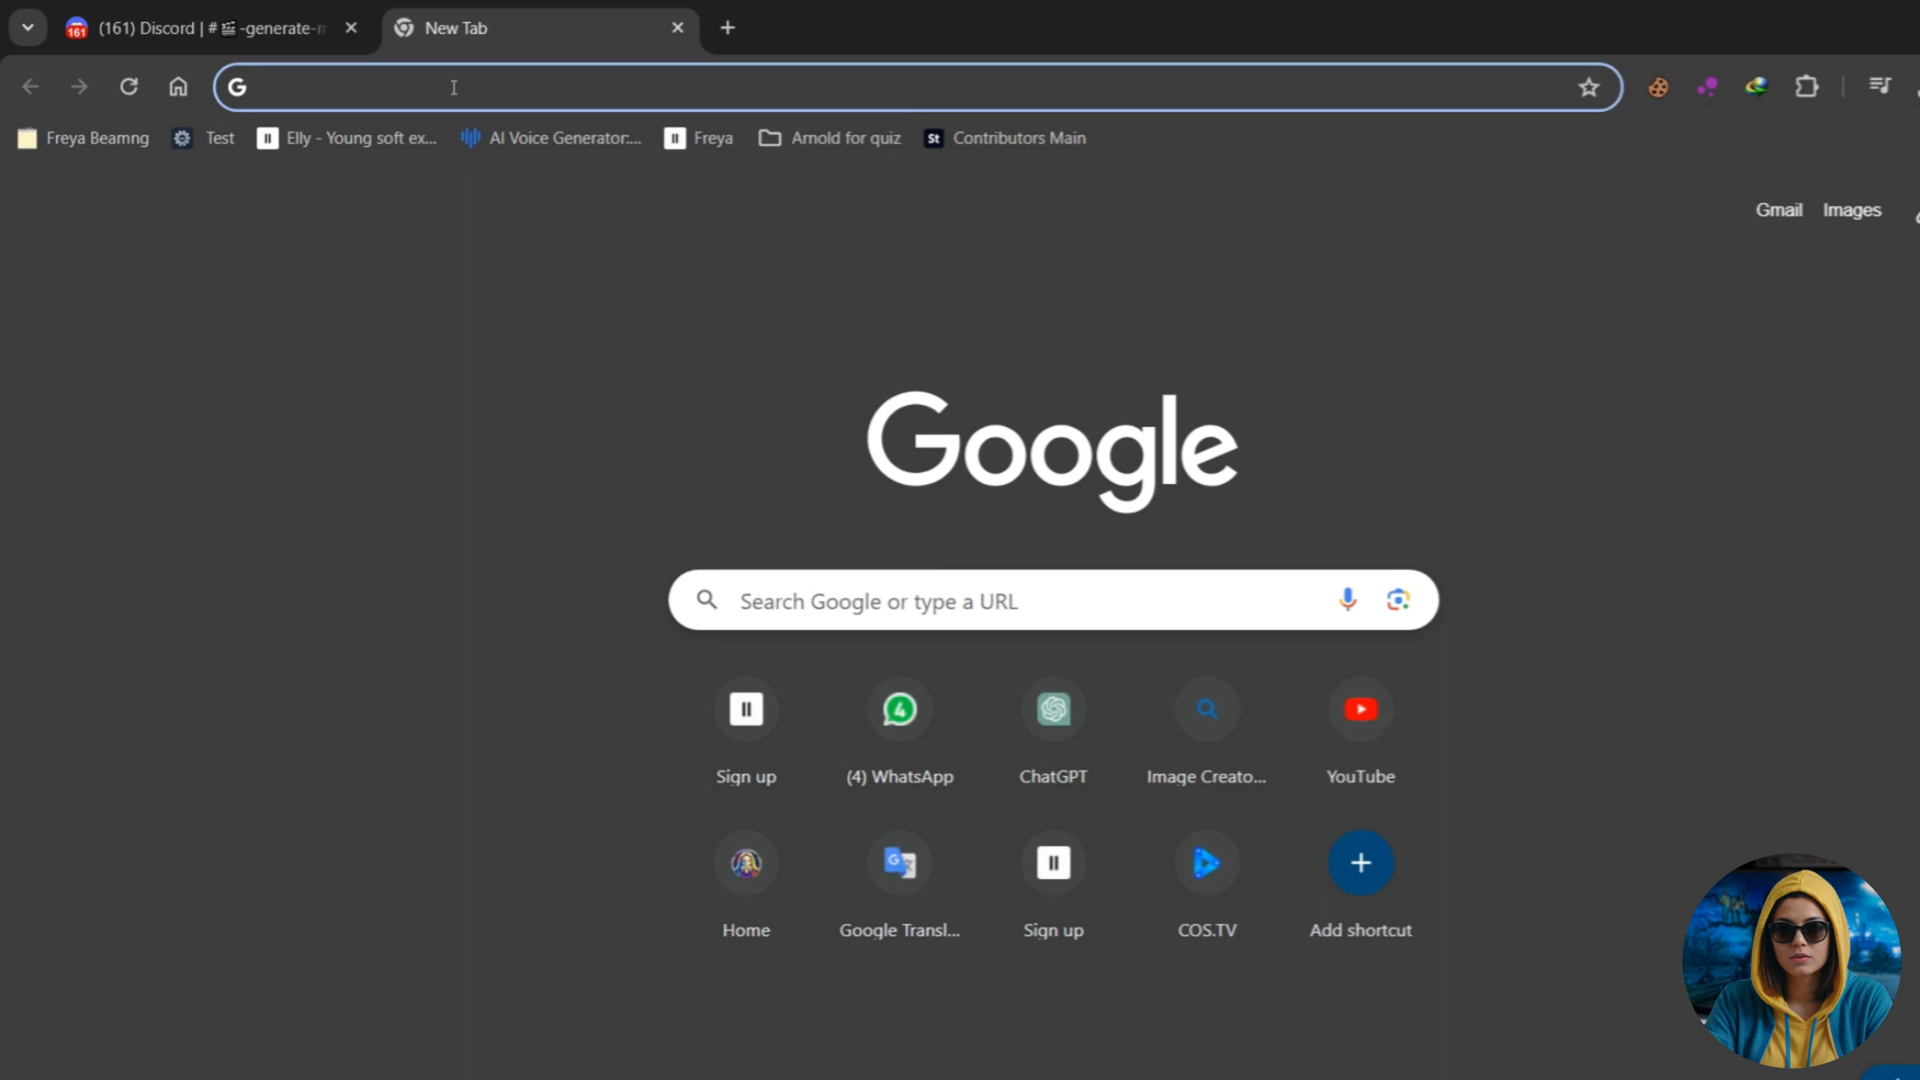 (161) Discord | #🎬-generate-m
New Tab
Freya Beamng
Test
Elly - Young soft ex...
AI Voice Generator:...
Freya
Arnold for quiz
St
Contributors Main
Gmail
Images
Google
Search Google or type a URL
Sign up
(4) WhatsApp
ChatGPT
Image Creato...
YouTube
Home
Google Transl...
Sign up
COS.TV
Add shortcut